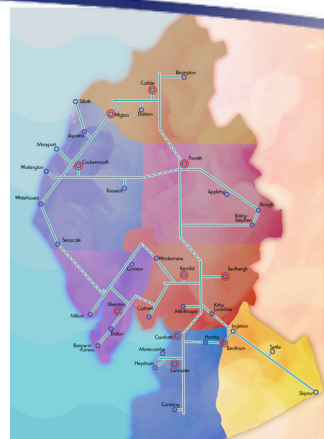 Brampton
Carlisle
Silloth
Dalston
Wigton
Aspatria
Maryport
Cockermouth
Penrith
Workington
Keswick
Appleby
Whitehaven
Brough
Kirkby
Stephen
Seascale
Windermere
Coniston
Kendal
Sedbergh
Ulverston
Cartmel
Milnthorpe
Kirkby
Lonsdale
Millom
Dalton
Ingleton
Barrow-in-
Furness
Carnforth
Hornby
Bentham
Settle
Morecambe
Heysham
Lancaster
Skipton
Garstang